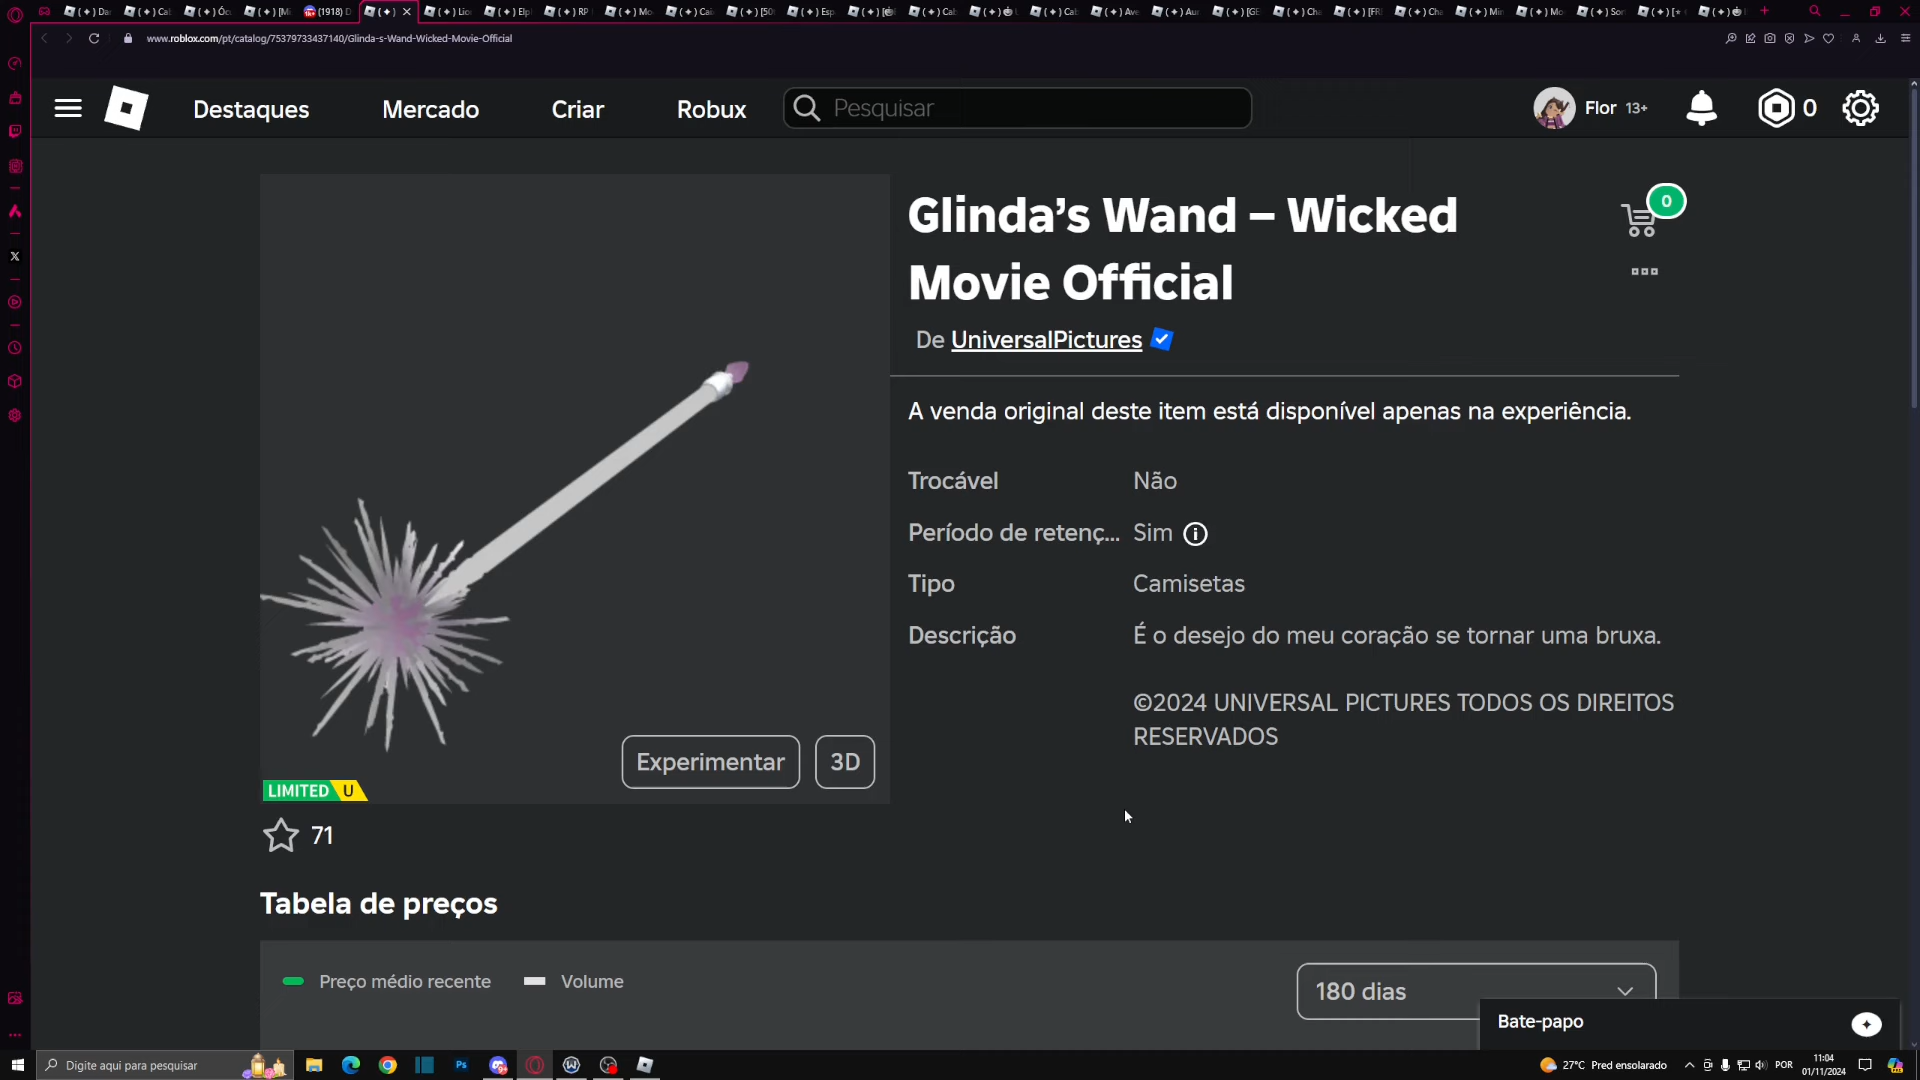 (1918) D
www.roblox.com/pt/catalog/75379733437140/Glinda-s-Wand-Wicked-Movie-Official
Destaques
Mercado
Criar
Robux
Pesquisar
Flor 13+
0
Glinda’s Wand – Wicked
Movie Official
0
De UniversalPictures
A venda original deste item está disponível apenas na experiência.
Trocável Não
Período de retenç... Sim
Tipo Camisetas
Descrição É o desejo do meu coração se tornar uma bruxa.
©2024 UNIVERSAL PICTURES TODOS OS DIREITOS
RESERVADOS
Experimentar
3D
LIMITED U
71
Tabela de preços
Preço médio recente
Volume
180 dias
Bate-papo
Digite aqui para pesquisar
Ps
27°C Pred ensolarado
POR
11:04
01/11/2024